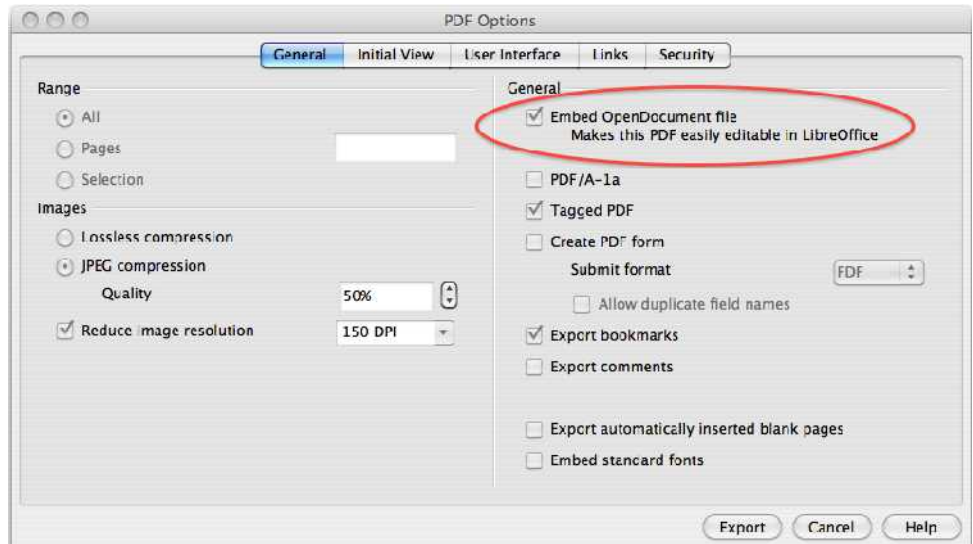 PDF Options
General Initial View User Interface Links Security
Range
All
Pages
Selection
Images
Lossless compression
JPEG compression
Quality 50%
Reduce image resolution 150 DPI
General
Embed OpenDocument file
Makes this PDF easily editable in LibreOffice
PDF/A-1a
Tagged PDF
Create PDF form
Submit format FDF
Allow duplicate field names
Export bookmarks
Export comments
Export automatically inserted blank pages
Embed standard fonts
Export Cancel Help